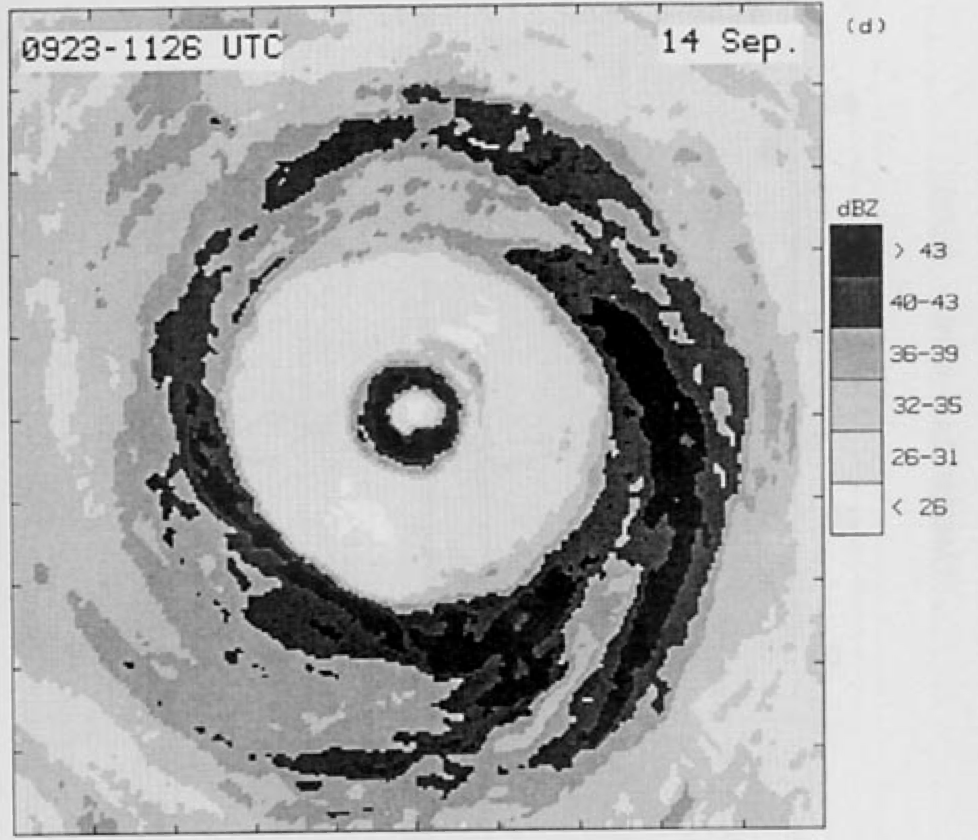 0923-1126 UTC
14 Sep.
(d)
dBZ
> 43
40-43
36-39
32-35
26-31
< 26